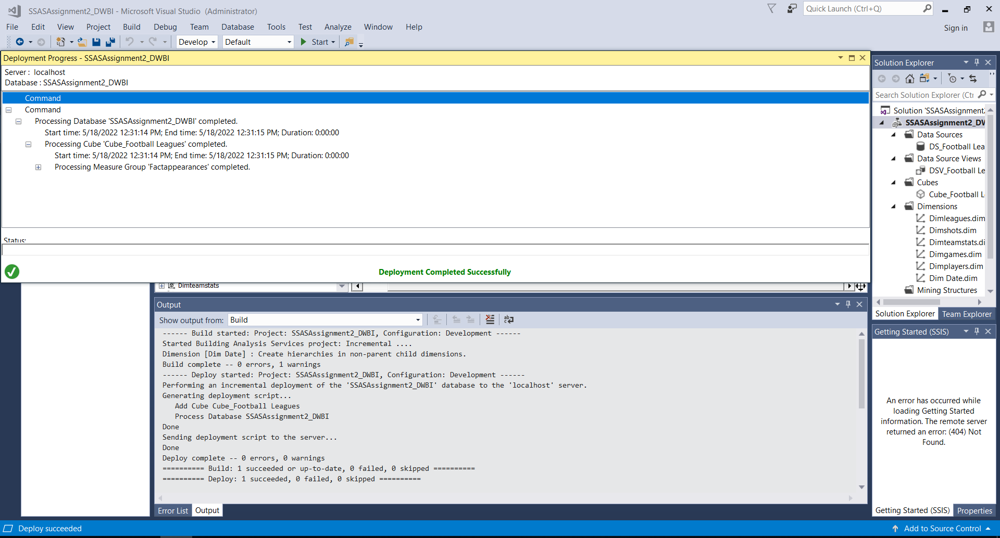 SSASAssignment2_DWBI - Microsoft Visual Studio (Administrator)
Quick Launch (Ctrl+Q)
File Edit View Project Build Debug Team Database Tools Test Analyze Window Help
Sign in
Develop Default Start
Deployment Progress - SSASAssignment2_DWBI
Server : localhost
Database : SSASAssignment2_DWBI
Command
Command
Processing Database 'SSASAssignment2_DWBI' completed.
Start time: 5/18/2022 12:31:14 PM; End time: 5/18/2022 12:31:15 PM; Duration: 0:00:00
Processing Cube 'Cube_Football Leagues' completed.
Start time: 5/18/2022 12:31:14 PM; End time: 5/18/2022 12:31:15 PM; Duration: 0:00:00
Processing Measure Group 'Factappearances' completed.
Status:
Deployment Completed Successfully
Dimteamstats
Output
Show output from: Build
------ Build started: Project: SSASAssignment2_DWBI, Configuration: Development ------
Started Building Analysis Services project: Incremental ....
Dimension [Dim Date] : Create hierarchies in non-parent child dimensions.
Build complete -- 0 errors, 1 warnings
------ Deploy started: Project: SSASAssignment2_DWBI, Configuration: Development ------
Performing an incremental deployment of the 'SSASAssignment2_DWBI' database to the 'localhost' server.
Generating deployment script...
Add Cube Cube_Football Leagues
Process Database SSASAssignment2_DWBI
Done
Sending deployment script to the server...
Done
Deploy complete -- 0 errors, 0 warnings
========== Build: 1 succeeded or up-to-date, 0 failed, 0 skipped ==========
========== Deploy: 1 succeeded, 0 failed, 0 skipped ==========
Error List Output
Solution Explorer
Search Solution Explorer (Ctr
Solution 'SSASAssignment2
SSASAssignment2_DW
Data Sources
DS_Football Lea
Data Source Views
DSV_Football Le
Cubes
Cube_Football L
Dimensions
Dimleagues.dim
Dimshots.dim
Dimteamstats.di
Dimgames.dim
Dimplayers.dim
Dim Date.dim
Mining Structures
Solution Explorer Team Explorer
Getting Started (SSIS)
An error has occurred while
loading Getting Started
information. The remote server
returned an error: (404) Not
Found.
Getting Started (SSIS) Properties
Deploy succeeded
Add to Source Control